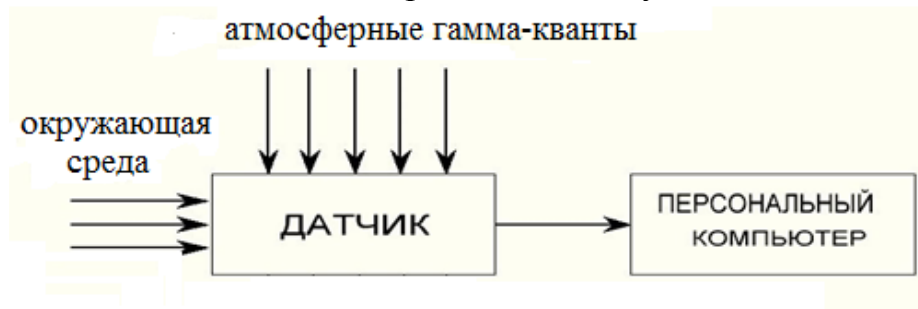 атмосферные гамма-кванты
окружающая
среда
ДАТЧИК
ПЕРСОНАЛЬНЫЙ
КОМПЬЮТЕР